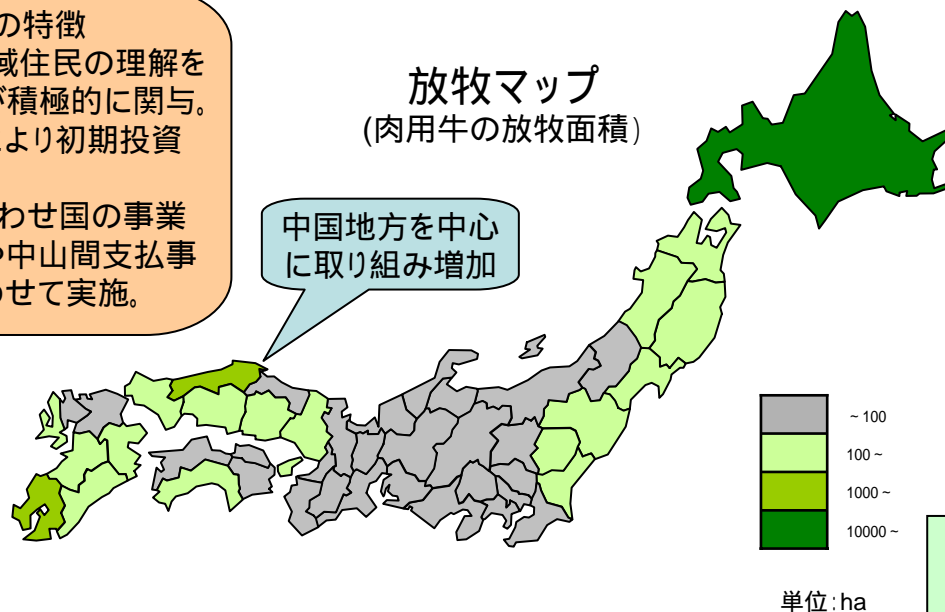 の特徴
域住民の理解を
が積極的に関与。
より初期投資
わせ国の事業
や中山間支払事
わせて実施。
放牧マップ
(肉用牛の放牧面積)
中国地方を中心
に取り組み増加
~ 100
100 ~
1000 ~
10000 ~
単位:ha